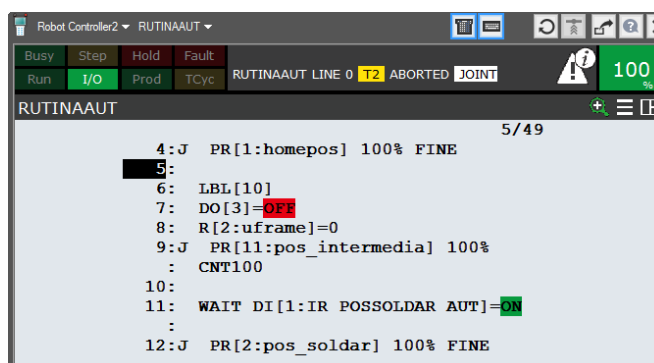 Robot Controller2 RUTINAAUT
Busy Step Hold Fault
Run I/O Prod TCyc
RUTINAAUT LINE 0 T2 ABORTED JOINT
100
%
RUTINAAUT
5/49
4:J PR[1:homepos] 100% FINE
5:
6: LBL[10]
7: DO[3]=OFF
8: R[2:uframe]=0
9:J PR[11:pos_intermedia] 100%
: CNT100
10:
11: WAIT DI[1:IR POSSOLDAR AUT]=ON
:
12:J PR[2:pos_soldar] 100% FINE